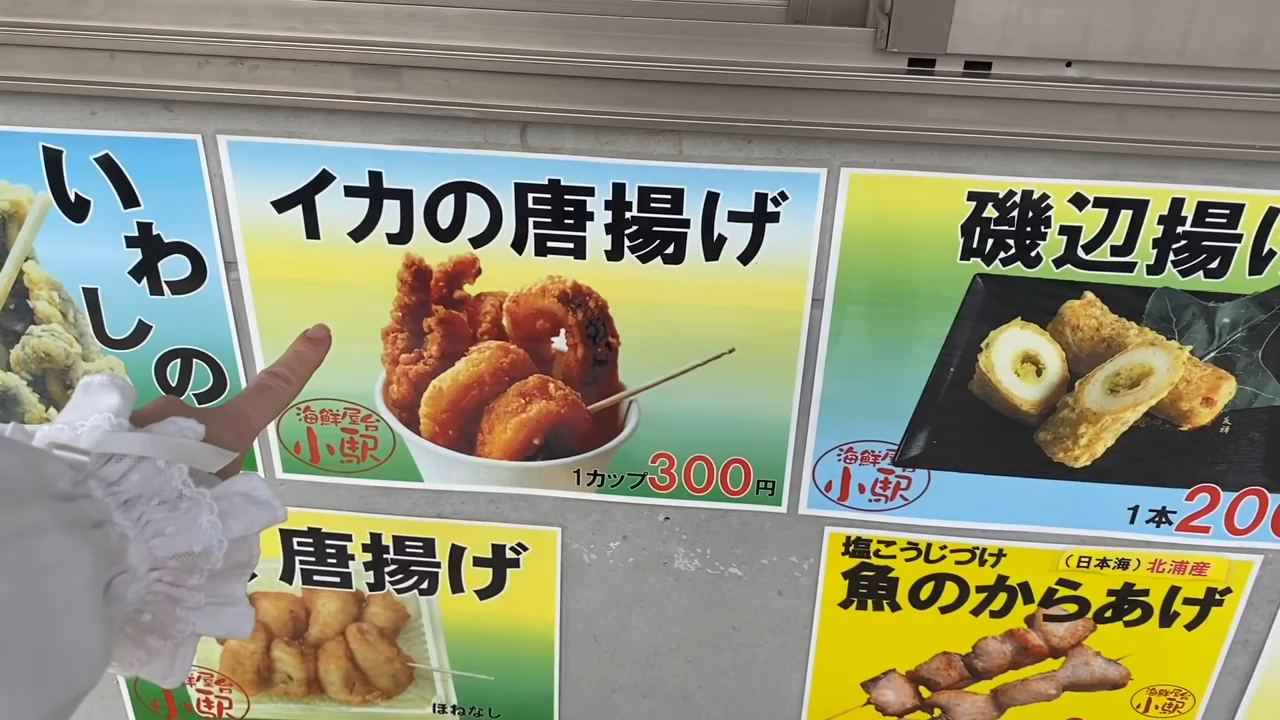 いわしの
イカの唐揚げ
海鮮屋台
小駅
1カップ300円
磯辺揚げ
海鮮屋台
小駅
1本200
唐揚げ
ほねなし
塩こうじづけ
(日本海)北浦産
魚のからあげ
海鮮屋台
小駅